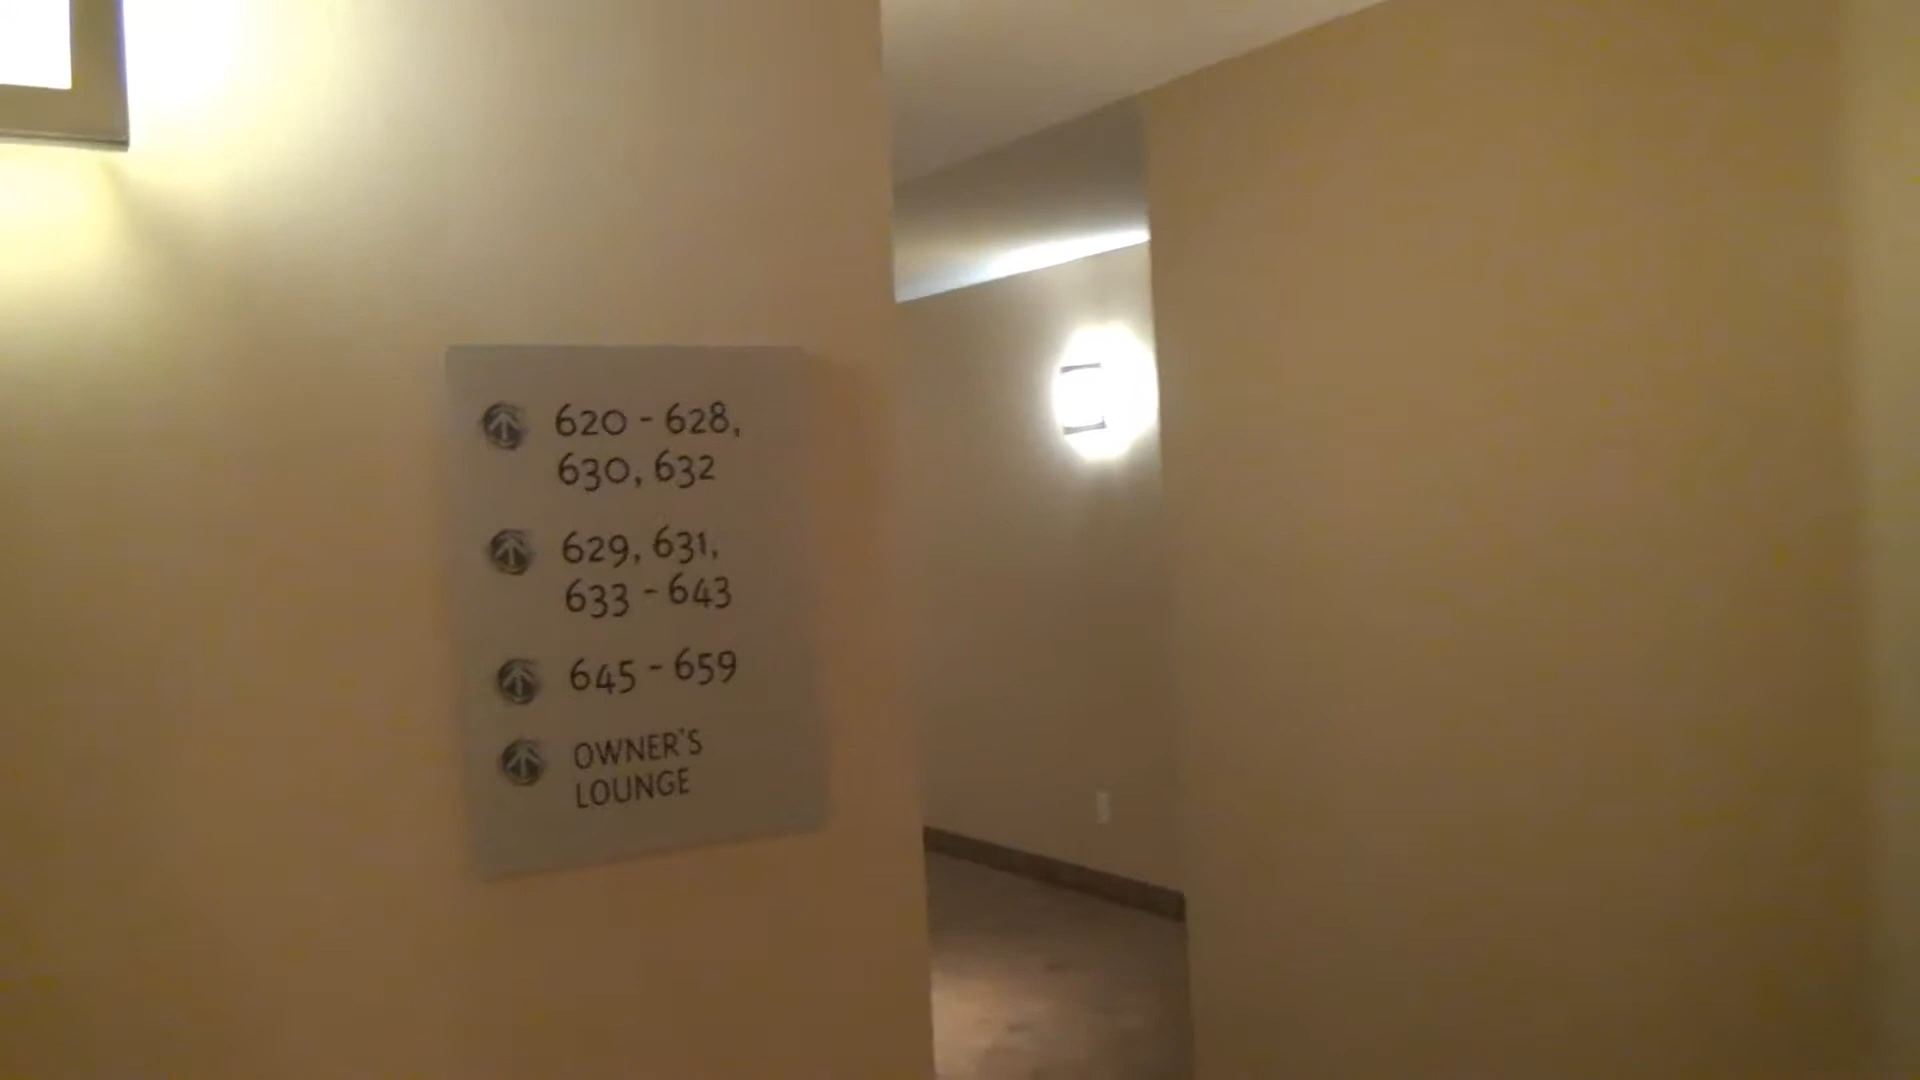 620 - 628,
630, 632
629, 631,
633 - 643
645 - 659
OWNER'S
LOUNGE